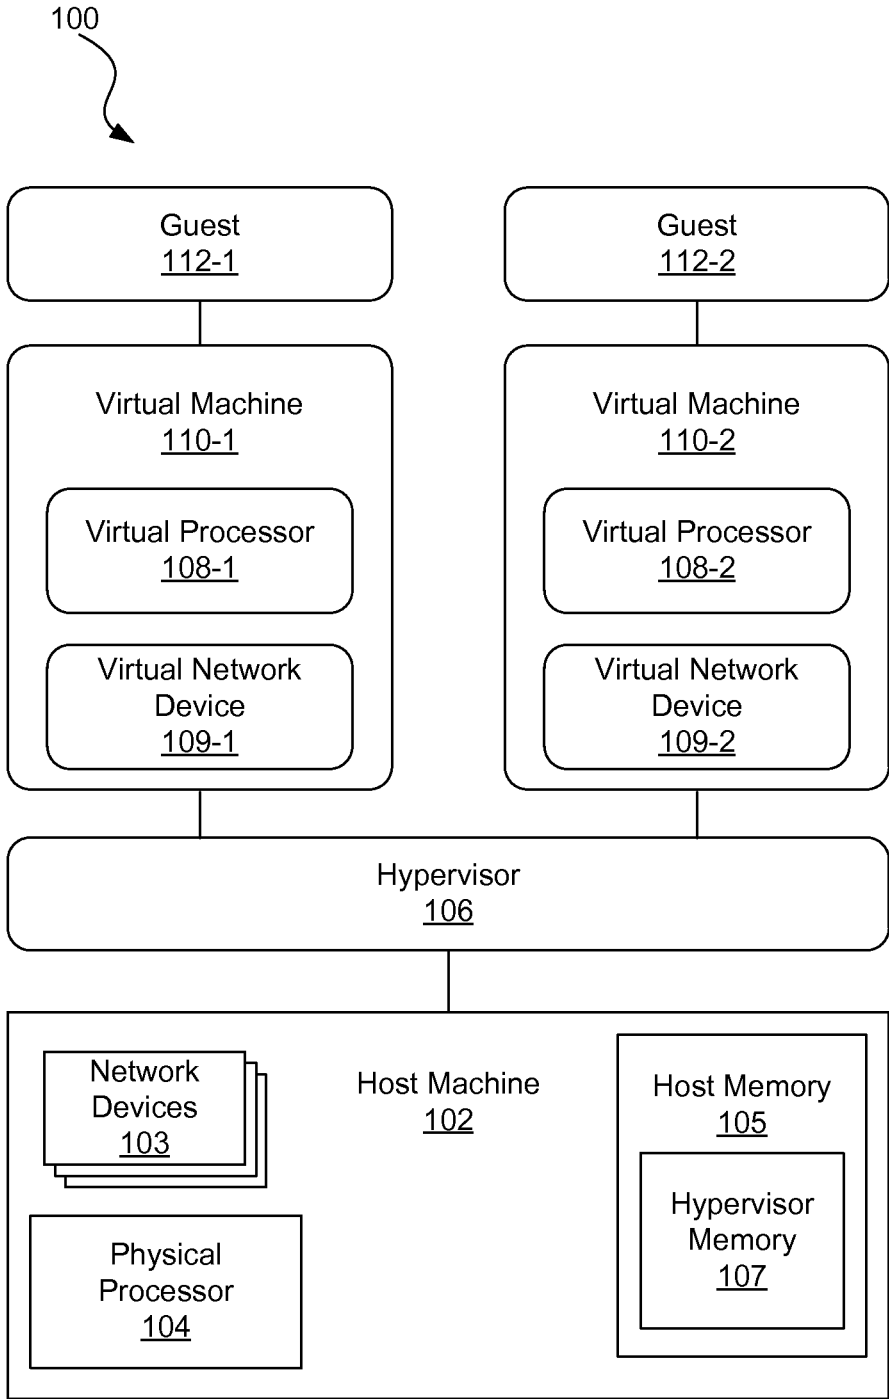 100
Guest
112-1
Guest
112-2
Virtual Machine
110-1
Virtual Processor
108-1
Virtual Network
Device
109-1
Virtual Machine
110-2
Virtual Processor
108-2
Virtual Network
Device
109-2
Hypervisor
106
Network
Devices
103
Host Machine
102
Host Memory
105
Hypervisor
Memory
107
Physical
Processor
104